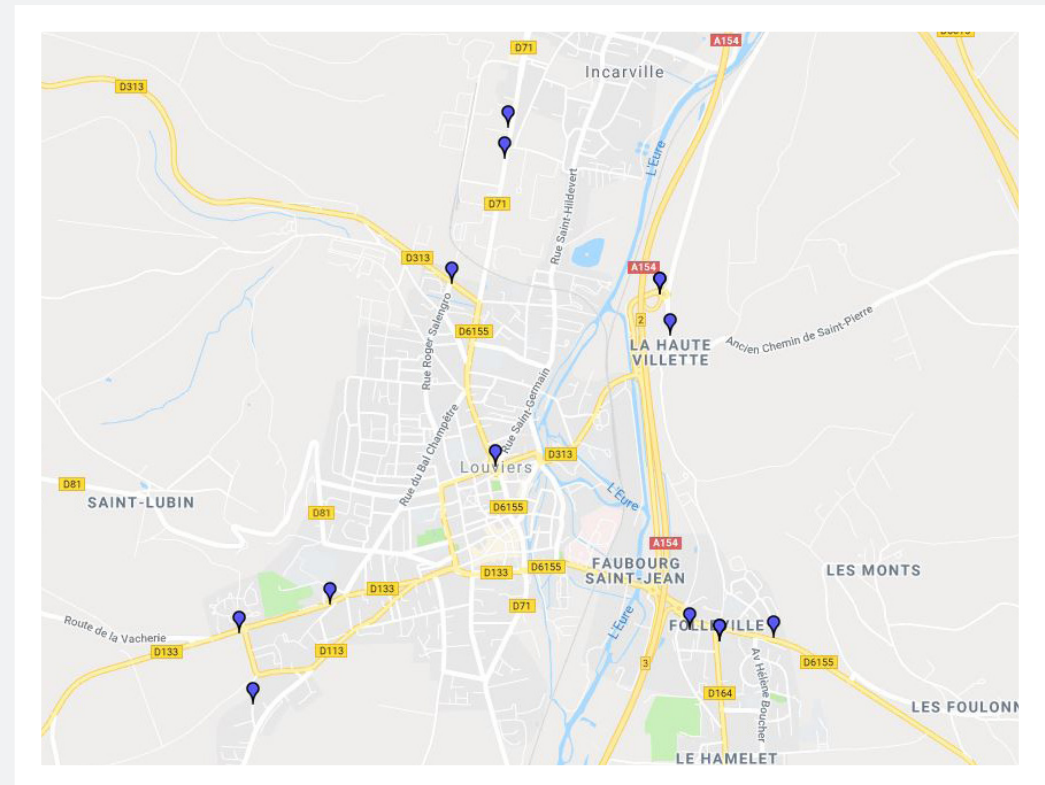 D71
A154
Incarville
D313
L'Eure
Rue Saint-Hildevert
D71
D313
A154
2
Ancien Chemin de Saint-Pierre
D6155
LA HAUTE
VILLETTE
Rue Roger Salengro
Rue Saint-Germain
Rue du Bal Champêtre
D313
Louviers
D81
SAINT-LUBIN
L'Eure
D6155
D81
A154
FAUBOURG
SAINT-JEAN
D6155
D133
LES MONTS
D133
D71
L'Eure
Route de la Vacherie
FOLLEVILLE
D133
D113
3
D6155
Av Hélène Boucher
D164
LES FOULONN
LE HAMELET